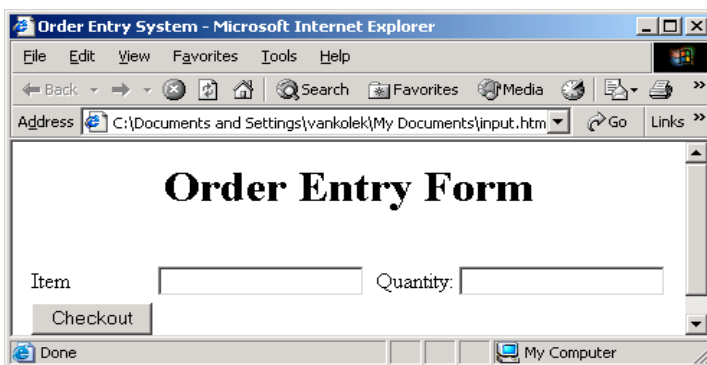 Order Entry System - Microsoft Internet Explorer
File Edit View Favorites Tools Help
Back Search Favorites Media »
Address C:\Documents and Settings\vankolek\My Documents\input.htm Go Links »
Order Entry Form
Item Quantity:
Checkout
Done My Computer